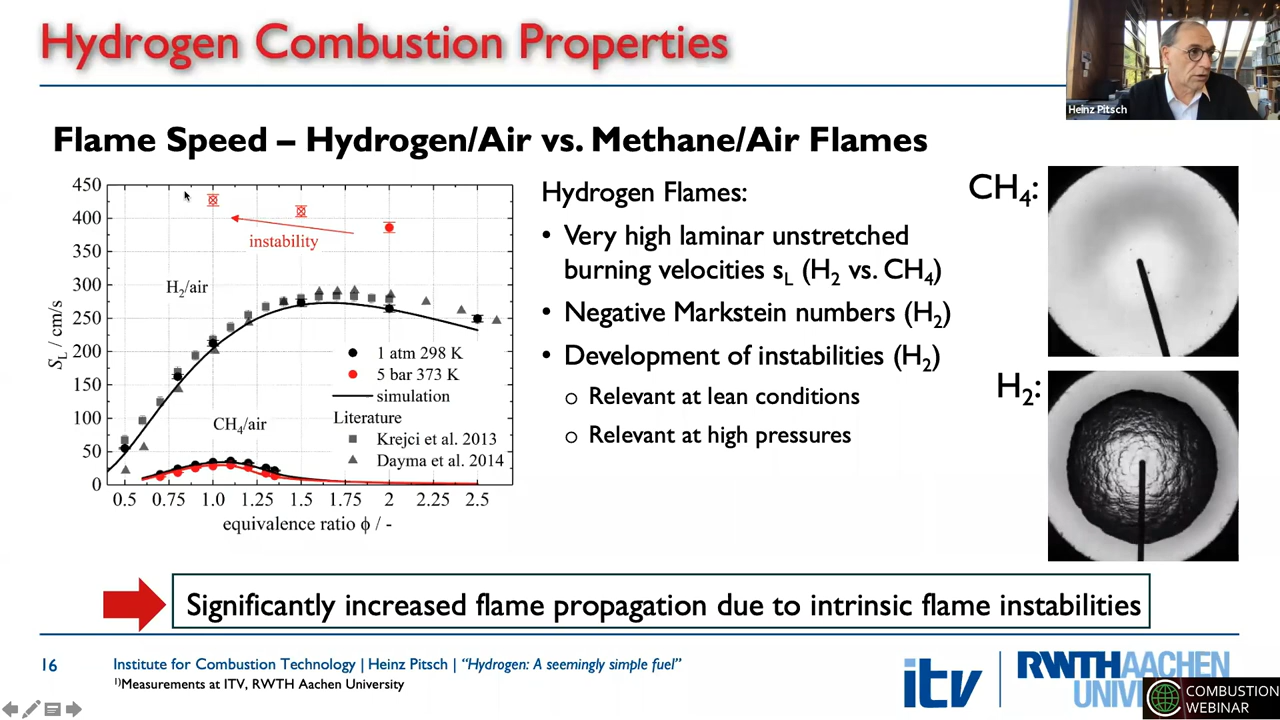 Hydrogen Combustion Properties
Heinz Pitsch
Flame Speed – Hydrogen/Air vs. Methane/Air Flames
450
400
350
300
250
200
150
100
50
0
S_L / cm/s
instability
H₂/air
1 atm 298 K
5 bar 373 K
simulation
Literature
Krejci et al. 2013
Dayma et al. 2014
CH₄/air
0.5 0.75 1.0 1.25 1.5 1.75 2 2.25 2.5
equivalence ratio ϕ / -
Hydrogen Flames:
• Very high laminar unstretched
burning velocities s_L (H₂ vs. CH₄)
• Negative Markstein numbers (H₂)
• Development of instabilities (H₂)
o Relevant at lean conditions
o Relevant at high pressures
CH₄:
H₂:
Significantly increased flame propagation due to intrinsic flame instabilities
16
Institute for Combustion Technology | Heinz Pitsch | “Hydrogen: A seemingly simple fuel”
¹⁾Measurements at ITV, RWTH Aachen University
itv
RWTHAACHEN
UNIV
COMBUSTION
WEBINAR